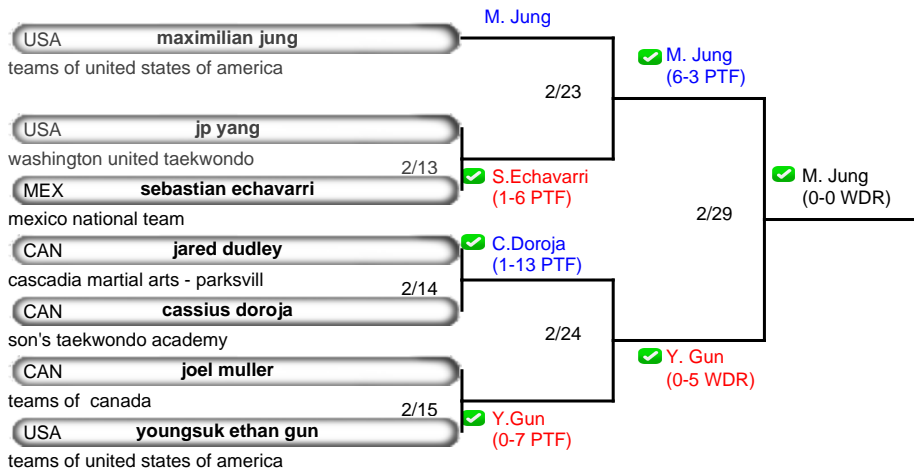 M. Jung
USA maximilian jung
teams of united states of america
M. Jung
(6-3 PTF)
2/23
USA jp yang
washington united taekwondo
2/13
MEX sebastian echavarri
mexico national team
S.Echavarri
(1-6 PTF)
M. Jung
(0-0 WDR)
2/29
CAN jared dudley
cascadia martial arts - parksvill
C.Doroja
(1-13 PTF)
2/14
CAN cassius doroja
son's taekwondo academy
2/24
CAN joel muller
teams of  canada
Y. Gun
(0-5 WDR)
2/15
USA youngsuk ethan gun
teams of united states of america
Y.Gun
(0-7 PTF)